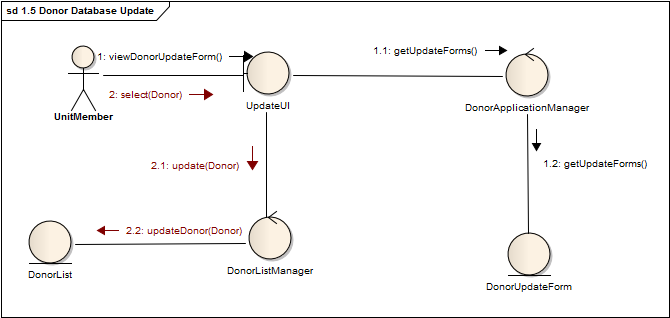 sd 1.5 Donor Database Update
1: viewDonorUpdateForm()
1.1: getUpdateForms()
2: select(Donor)
UpdateUI
DonorApplicationManager
UnitMember
2.1: update(Donor)
1.2: getUpdateForms()
2.2: updateDonor(Donor)
DonorList
DonorListManager
DonorUpdateForm